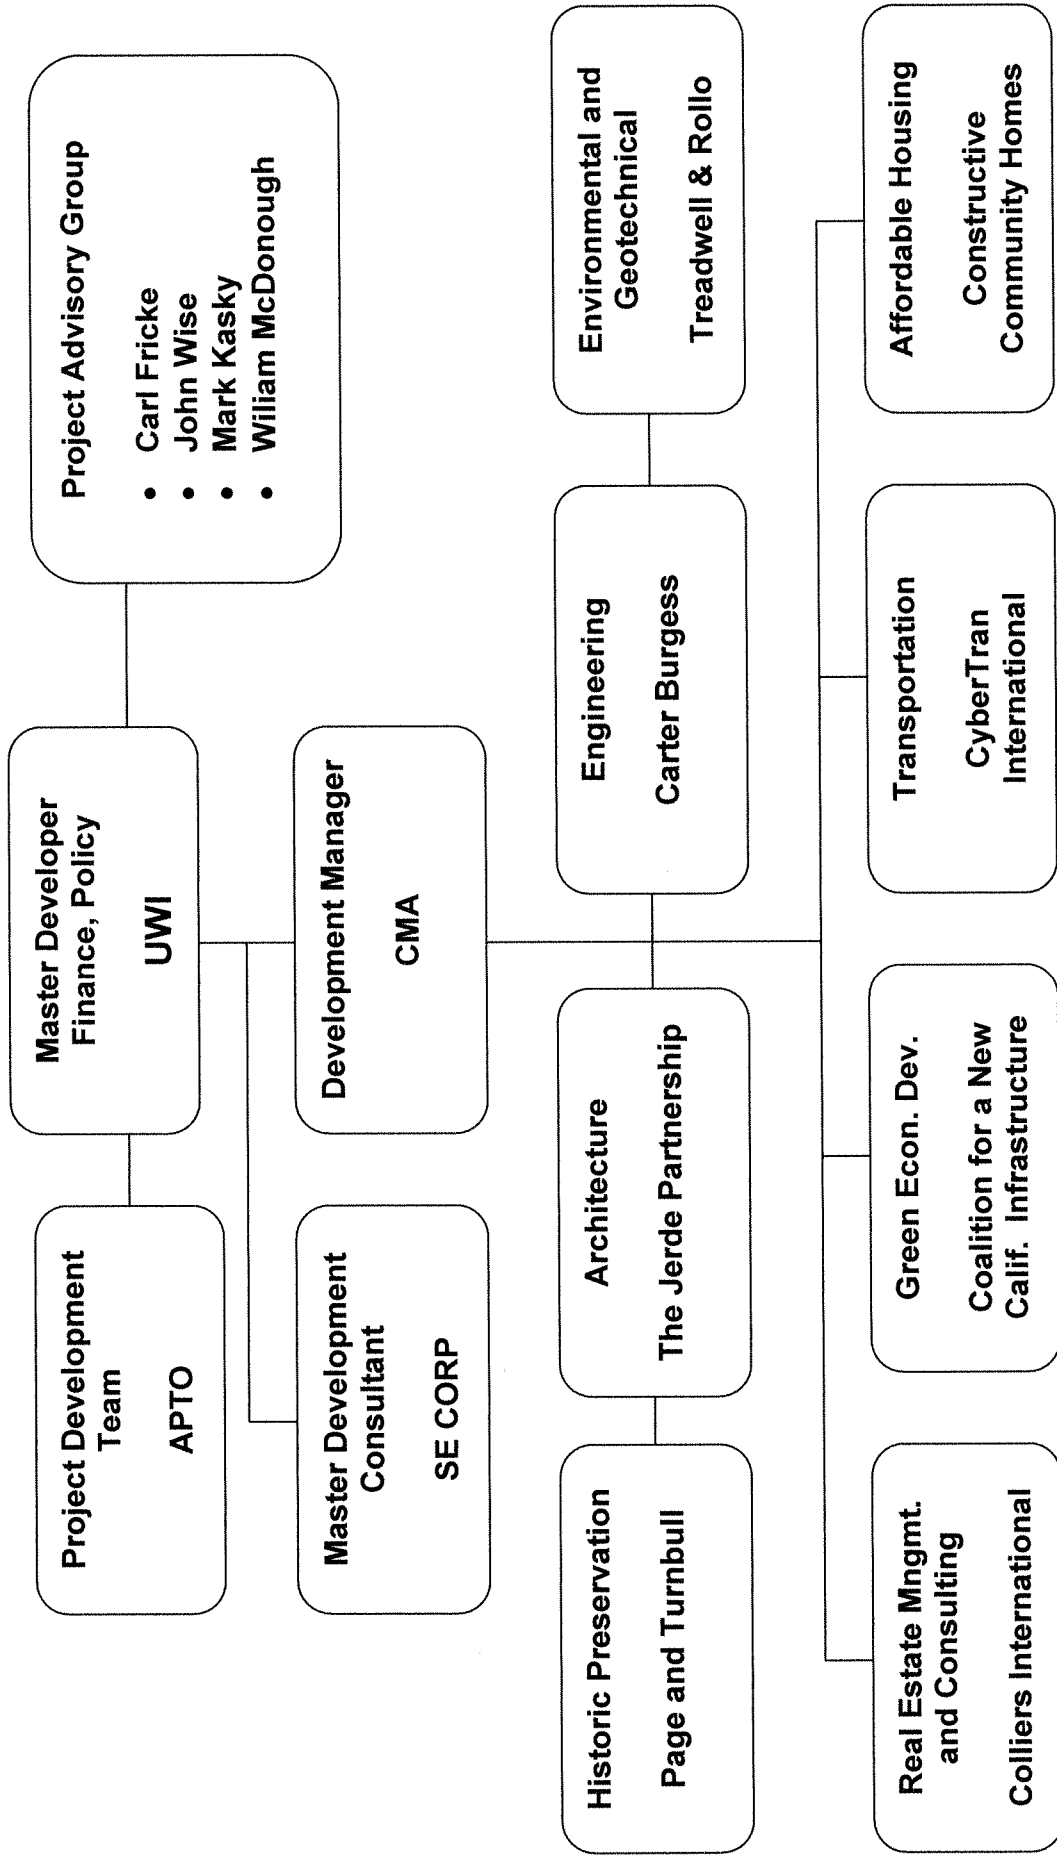 Project Development
Team
APTO
Master Developer
Finance, Policy
UWI
Project Advisory Group
• Carl Fricke
• John Wise
• Mark Kasky
• Wiliam McDonough
Master Development
Consultant
SE CORP
Development Manager
CMA
Historic Preservation
Page and Turnbull
Architecture
The Jerde Partnership
Engineering
Carter Burgess
Environmental and
Geotechnical
Treadwell & Rollo
Real Estate Mngmt.
and Consulting
Colliers International
Green Econ. Dev.
Coalition for a New
Calif. Infrastructure
Transportation
CyberTran
International
Affordable Housing
Constructive
Community Homes